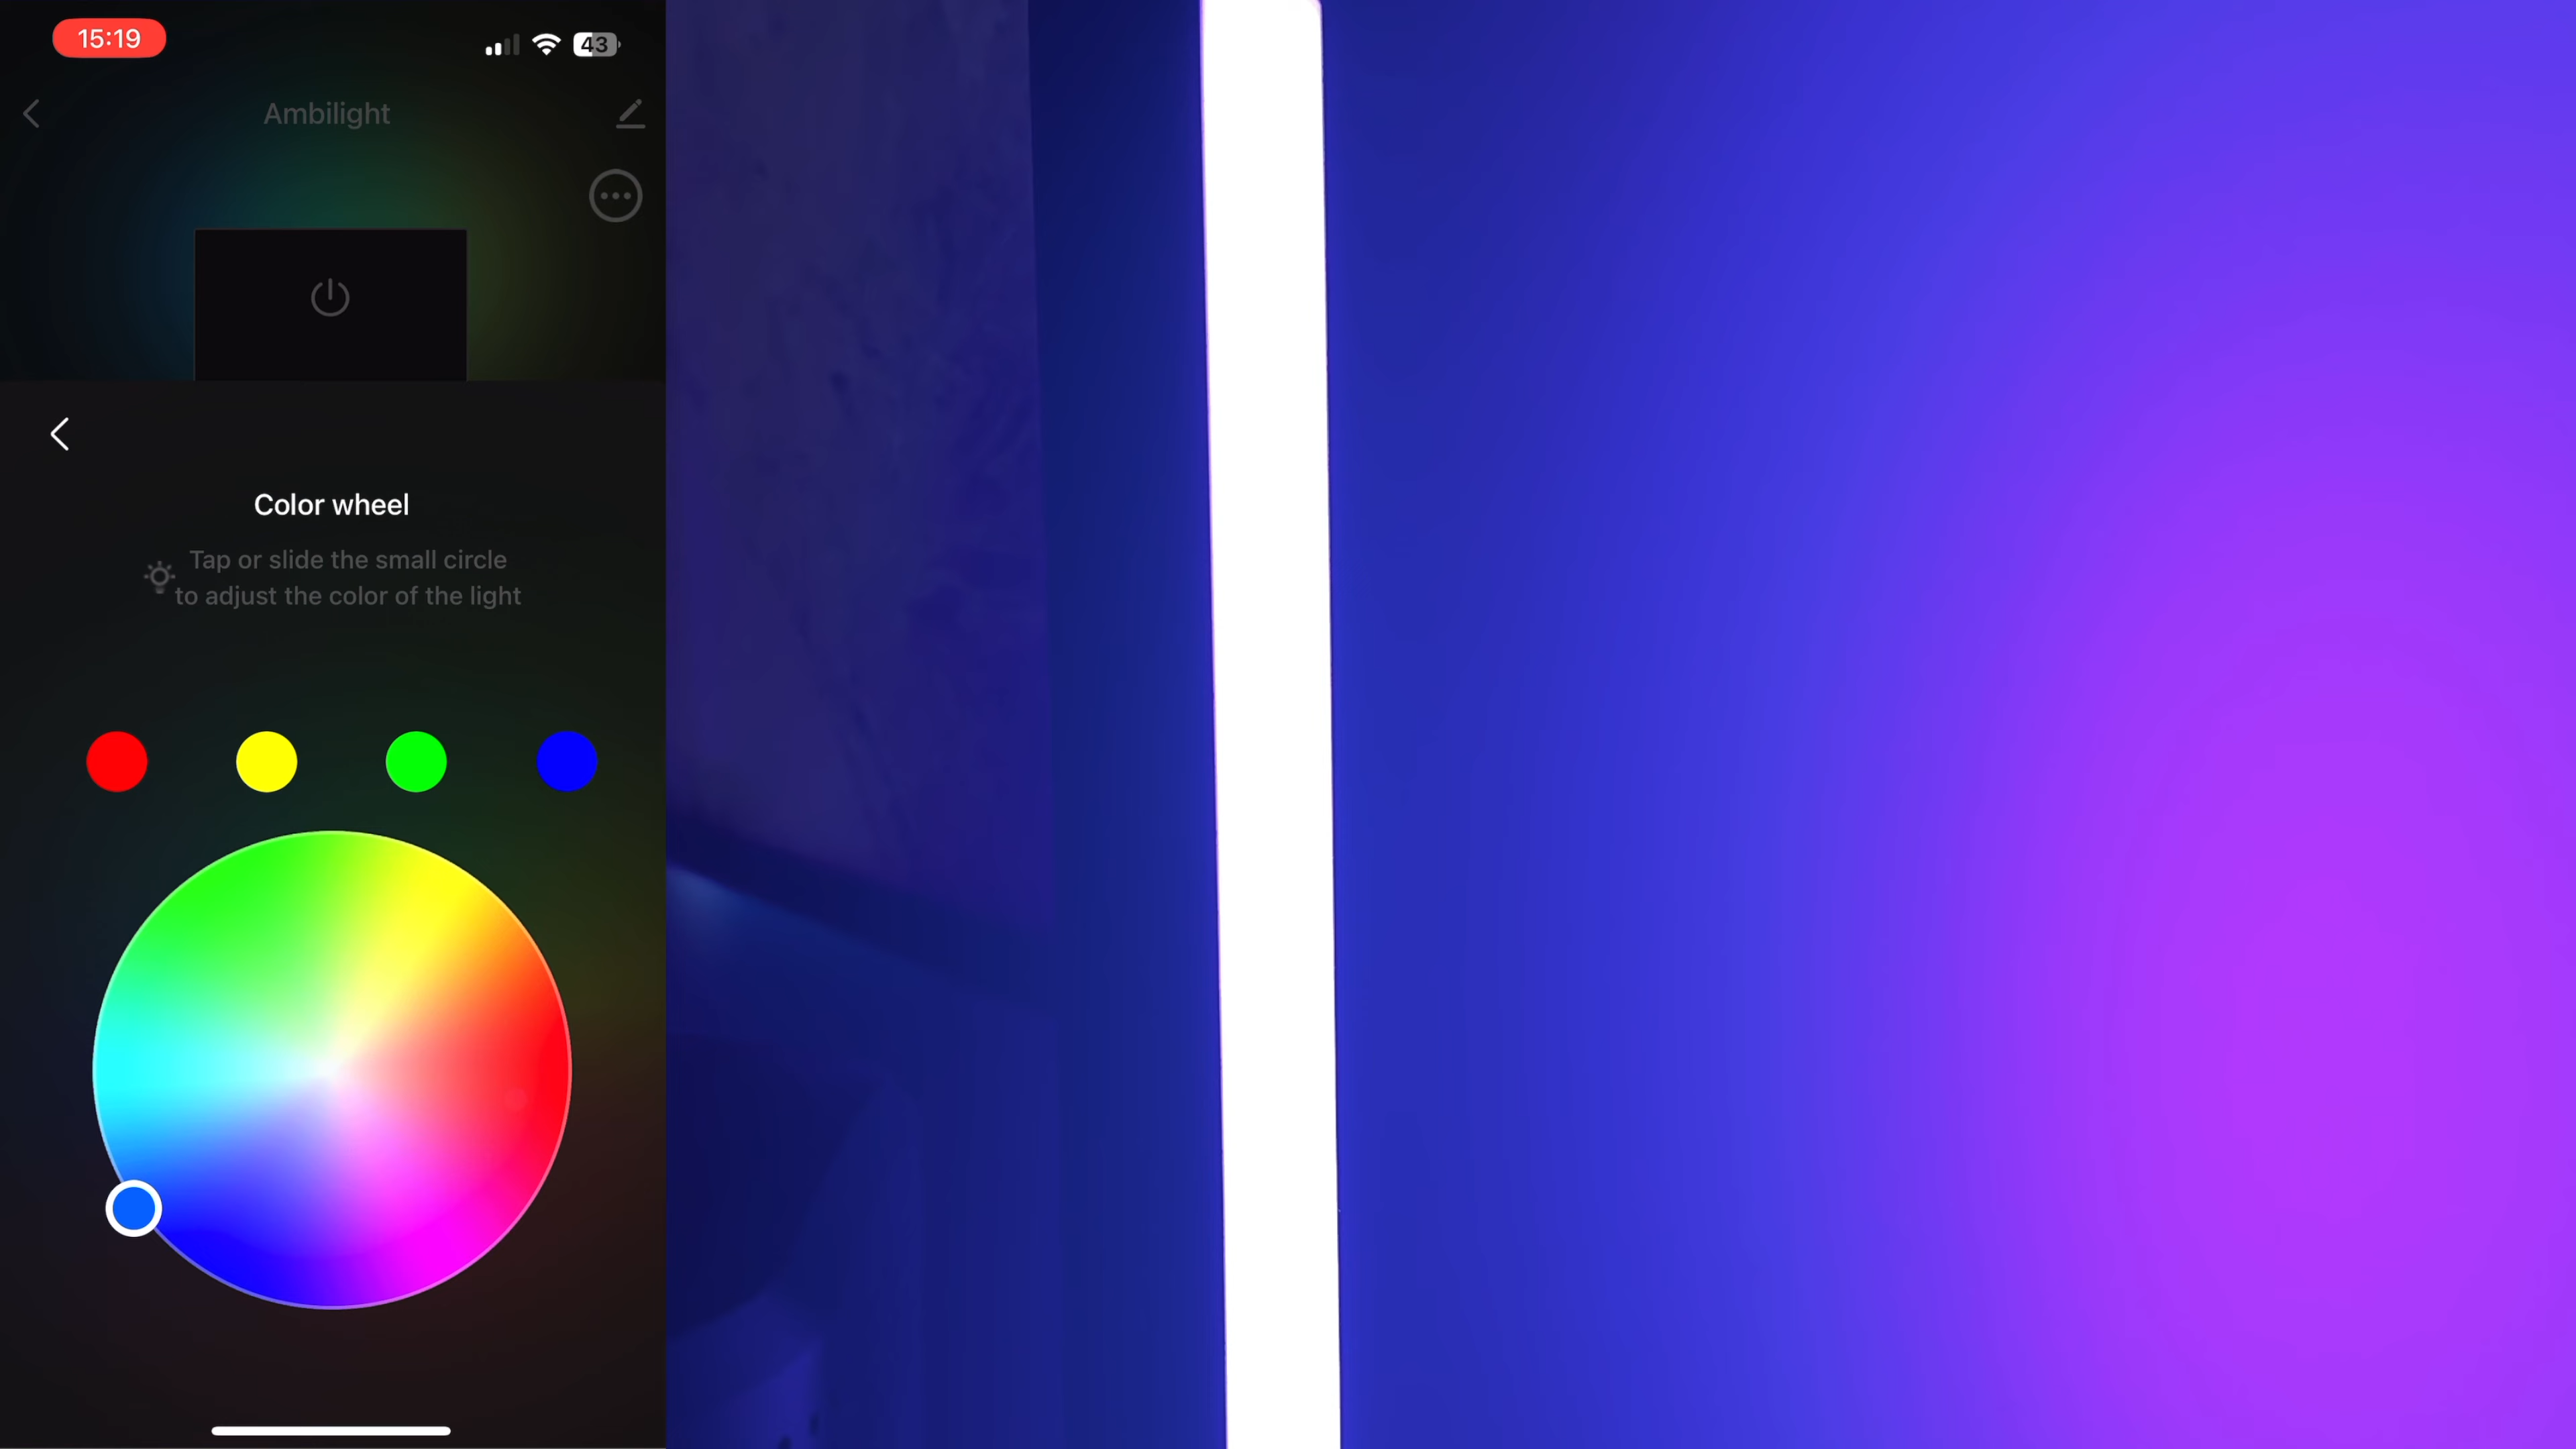 15:19
43
Ambilight
Color wheel
Tap or slide the small circle
to adjust the color of the light